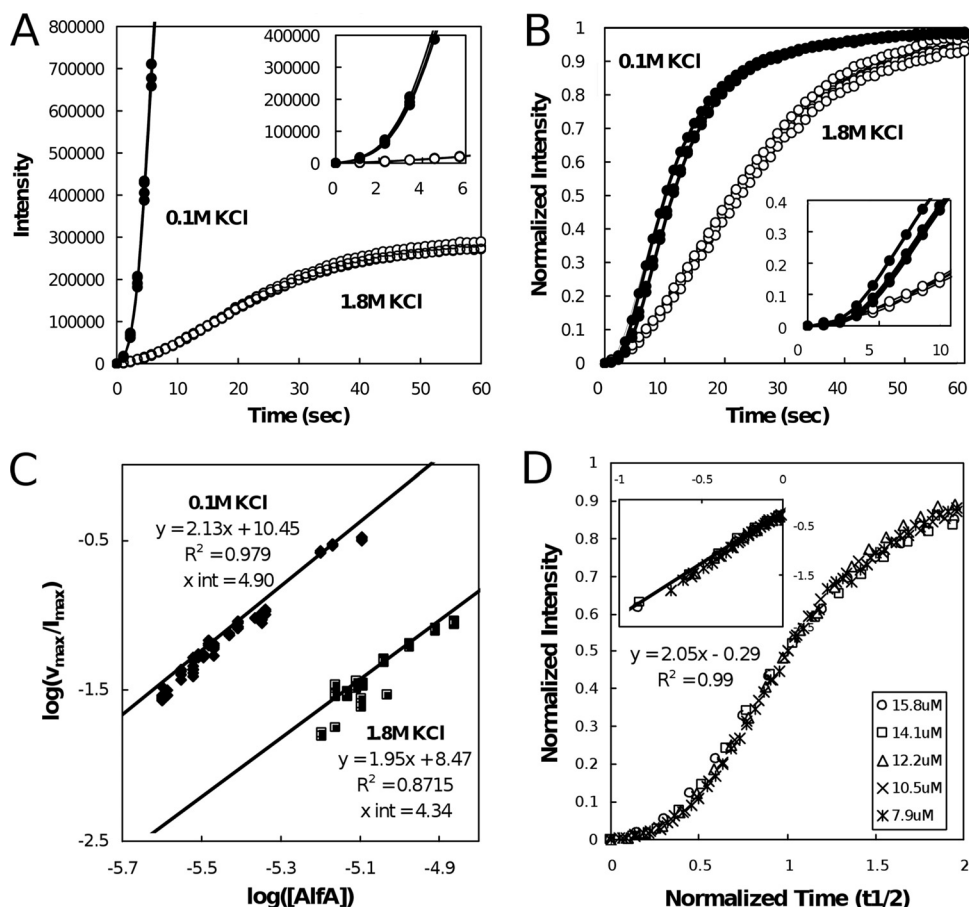 A
Intensity
800000
700000
600000
500000
400000
300000
200000
100000
0
0 10 20 30 40 50 60
Time (sec)
0.1M KCl
1.8M KCl
400000
300000
200000
100000
0
0 2 4 6
B
Normalized Intensity
1
0.9
0.8
0.7
0.6
0.5
0.4
0.3
0.2
0.1
0
0 10 20 30 40 50 60
Time (sec)
0.1M KCl
1.8M KCl
0.4
0.3
0.2
0.1
0
0 5 10
C
log(vmax/Imax)
-0.5
-1.5
-2.5
-5.7 -5.5 -5.3 -5.1 -4.9
log([AlfA])
0.1M KCl
y = 2.13x + 10.45
R² = 0.979
x int = 4.90
1.8M KCl
y = 1.95x + 8.47
R² = 0.8715
x int = 4.34
D
Normalized Intensity
1
0.9
0.8
0.7
0.6
0.5
0.4
0.3
0.2
0.1
0
0 0.5 1 1.5 2
Normalized Time (t1/2)
-1 -0.5 0
-0.5
-1.5
y = 2.05x - 0.29
R² = 0.99
15.8uM
14.1uM
12.2uM
10.5uM
7.9uM